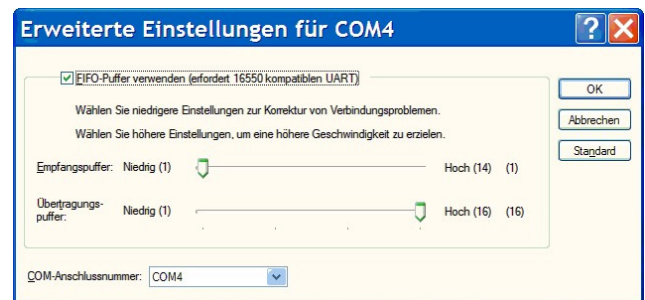 Erweiterte Einstellungen für COM4
FIFO-Puffer verwenden (erfordert 16550 kompatiblen UART)
OK
Wählen Sie niedrigere Einstellungen zur Korrektur von Verbindungsproblemen.
Abbrechen
Wählen Sie höhere Einstellungen, um eine höhere Geschwindigkeit zu erzielen.
Standard
Empfangspuffer: Niedrig (1) Hoch (14) (1)
Übertragungs-
puffer: Niedrig (1) Hoch (16) (16)
COM-Anschlussnummer: COM4